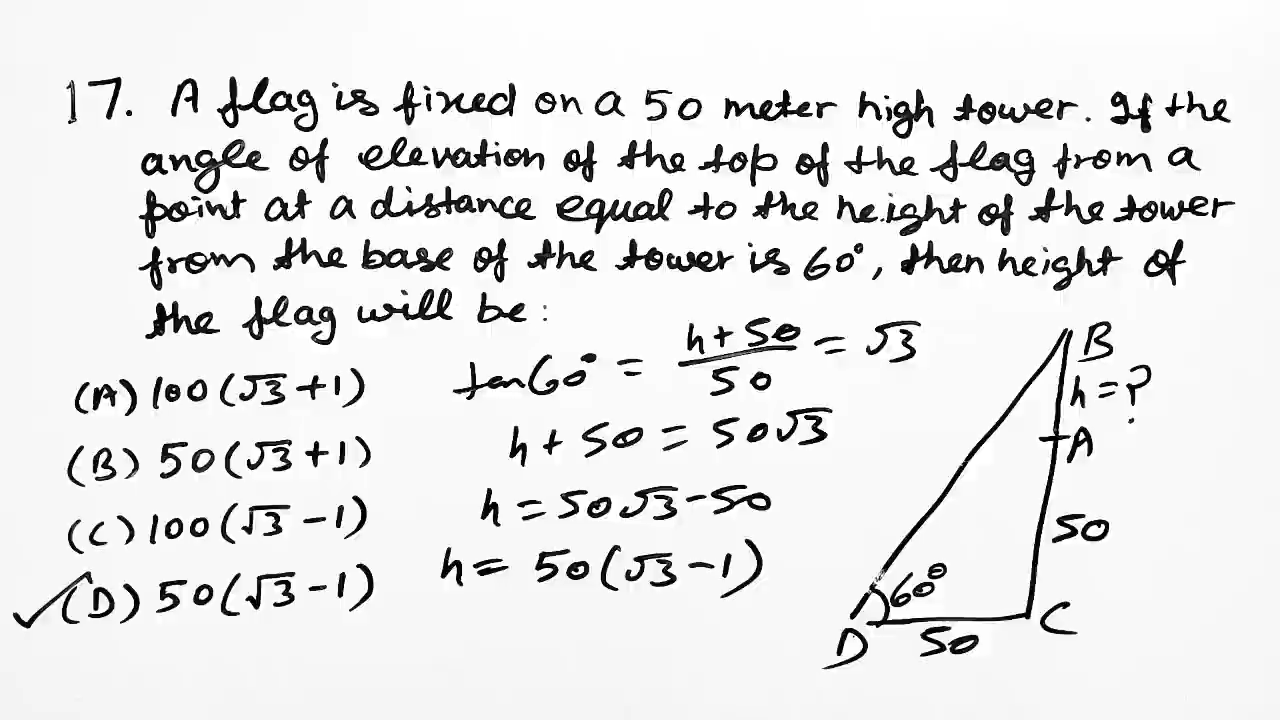 17. A flag is fixed on a 50 meter high tower. If the
angle of elevation of the top of the flag from a
point at a distance equal to the height of the tower
from the base of the tower is 60°, then height of
the flag will be:
(A) 100(√3+1)
(B) 50(√3+1)
(C) 100(√3-1)
✓(D) 50(√3-1)
tan60° = h+50/50 = √3
h+50 = 50√3
h = 50√3-50
h = 50(√3-1)
B
h=?
A
50
60°
D
50
C